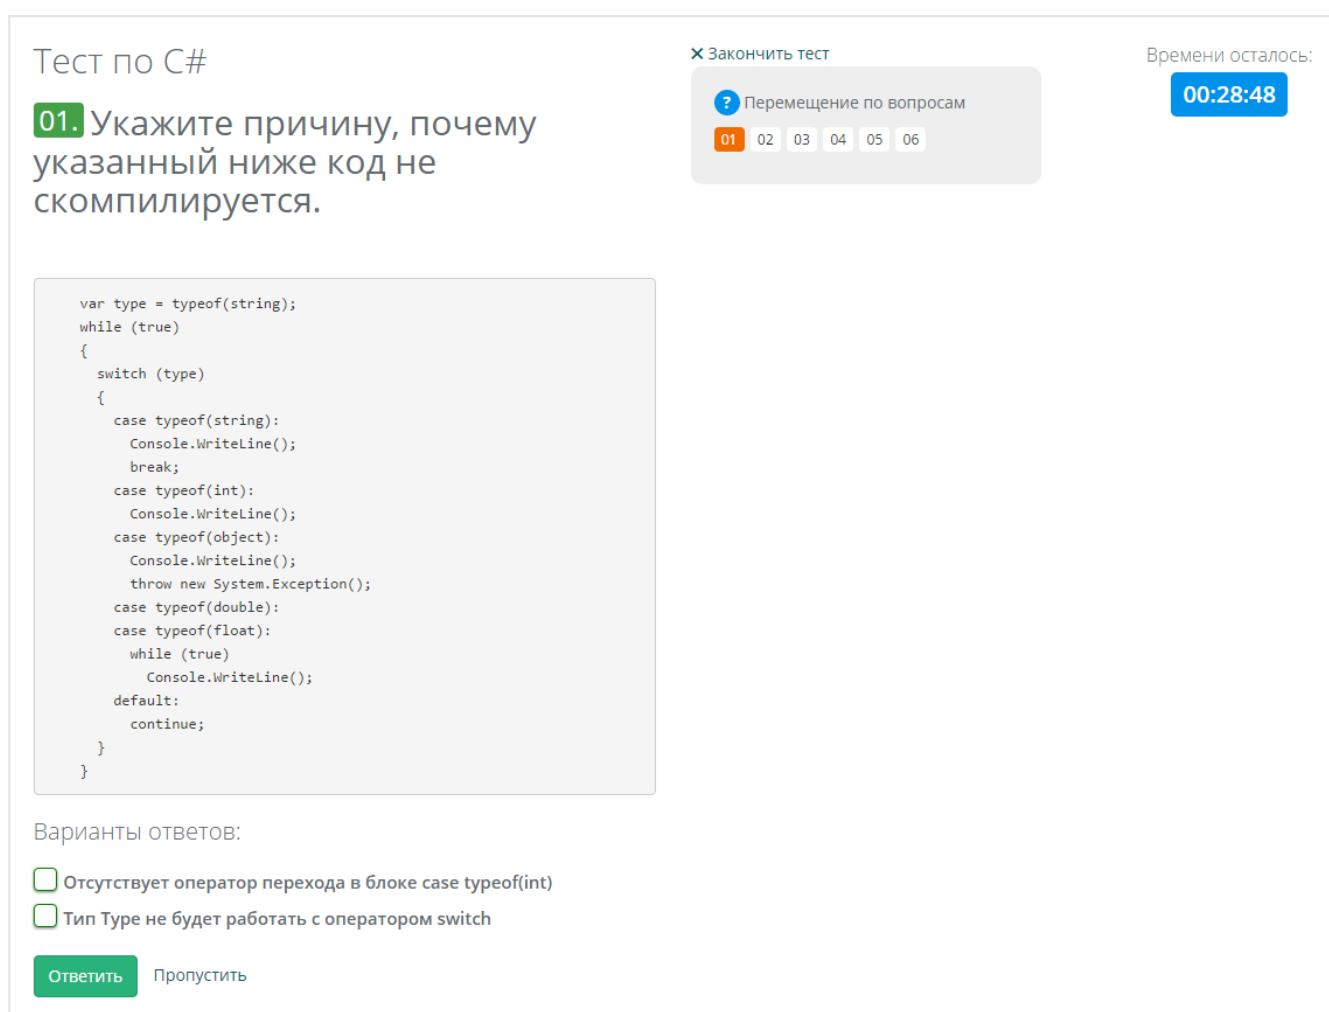 Тест по C#
01. Укажите причину, почему
указанный ниже код не
скомпилируется.
✕ Закончить тест
? Перемещение по вопросам
01 02 03 04 05 06
Времени осталось:
00:28:48
var type = typeof(string);
while (true)
{
switch (type)
{
case typeof(string):
Console.WriteLine();
break;
case typeof(int):
Console.WriteLine();
case typeof(object):
Console.WriteLine();
throw new System.Exception();
case typeof(double):
case typeof(float):
while (true)
Console.WriteLine();
default:
continue;
}
}
Варианты ответов:
Отсутствует оператор перехода в блоке case typeof(int)
Тип Type не будет работать с оператором switch
Ответить Пропустить